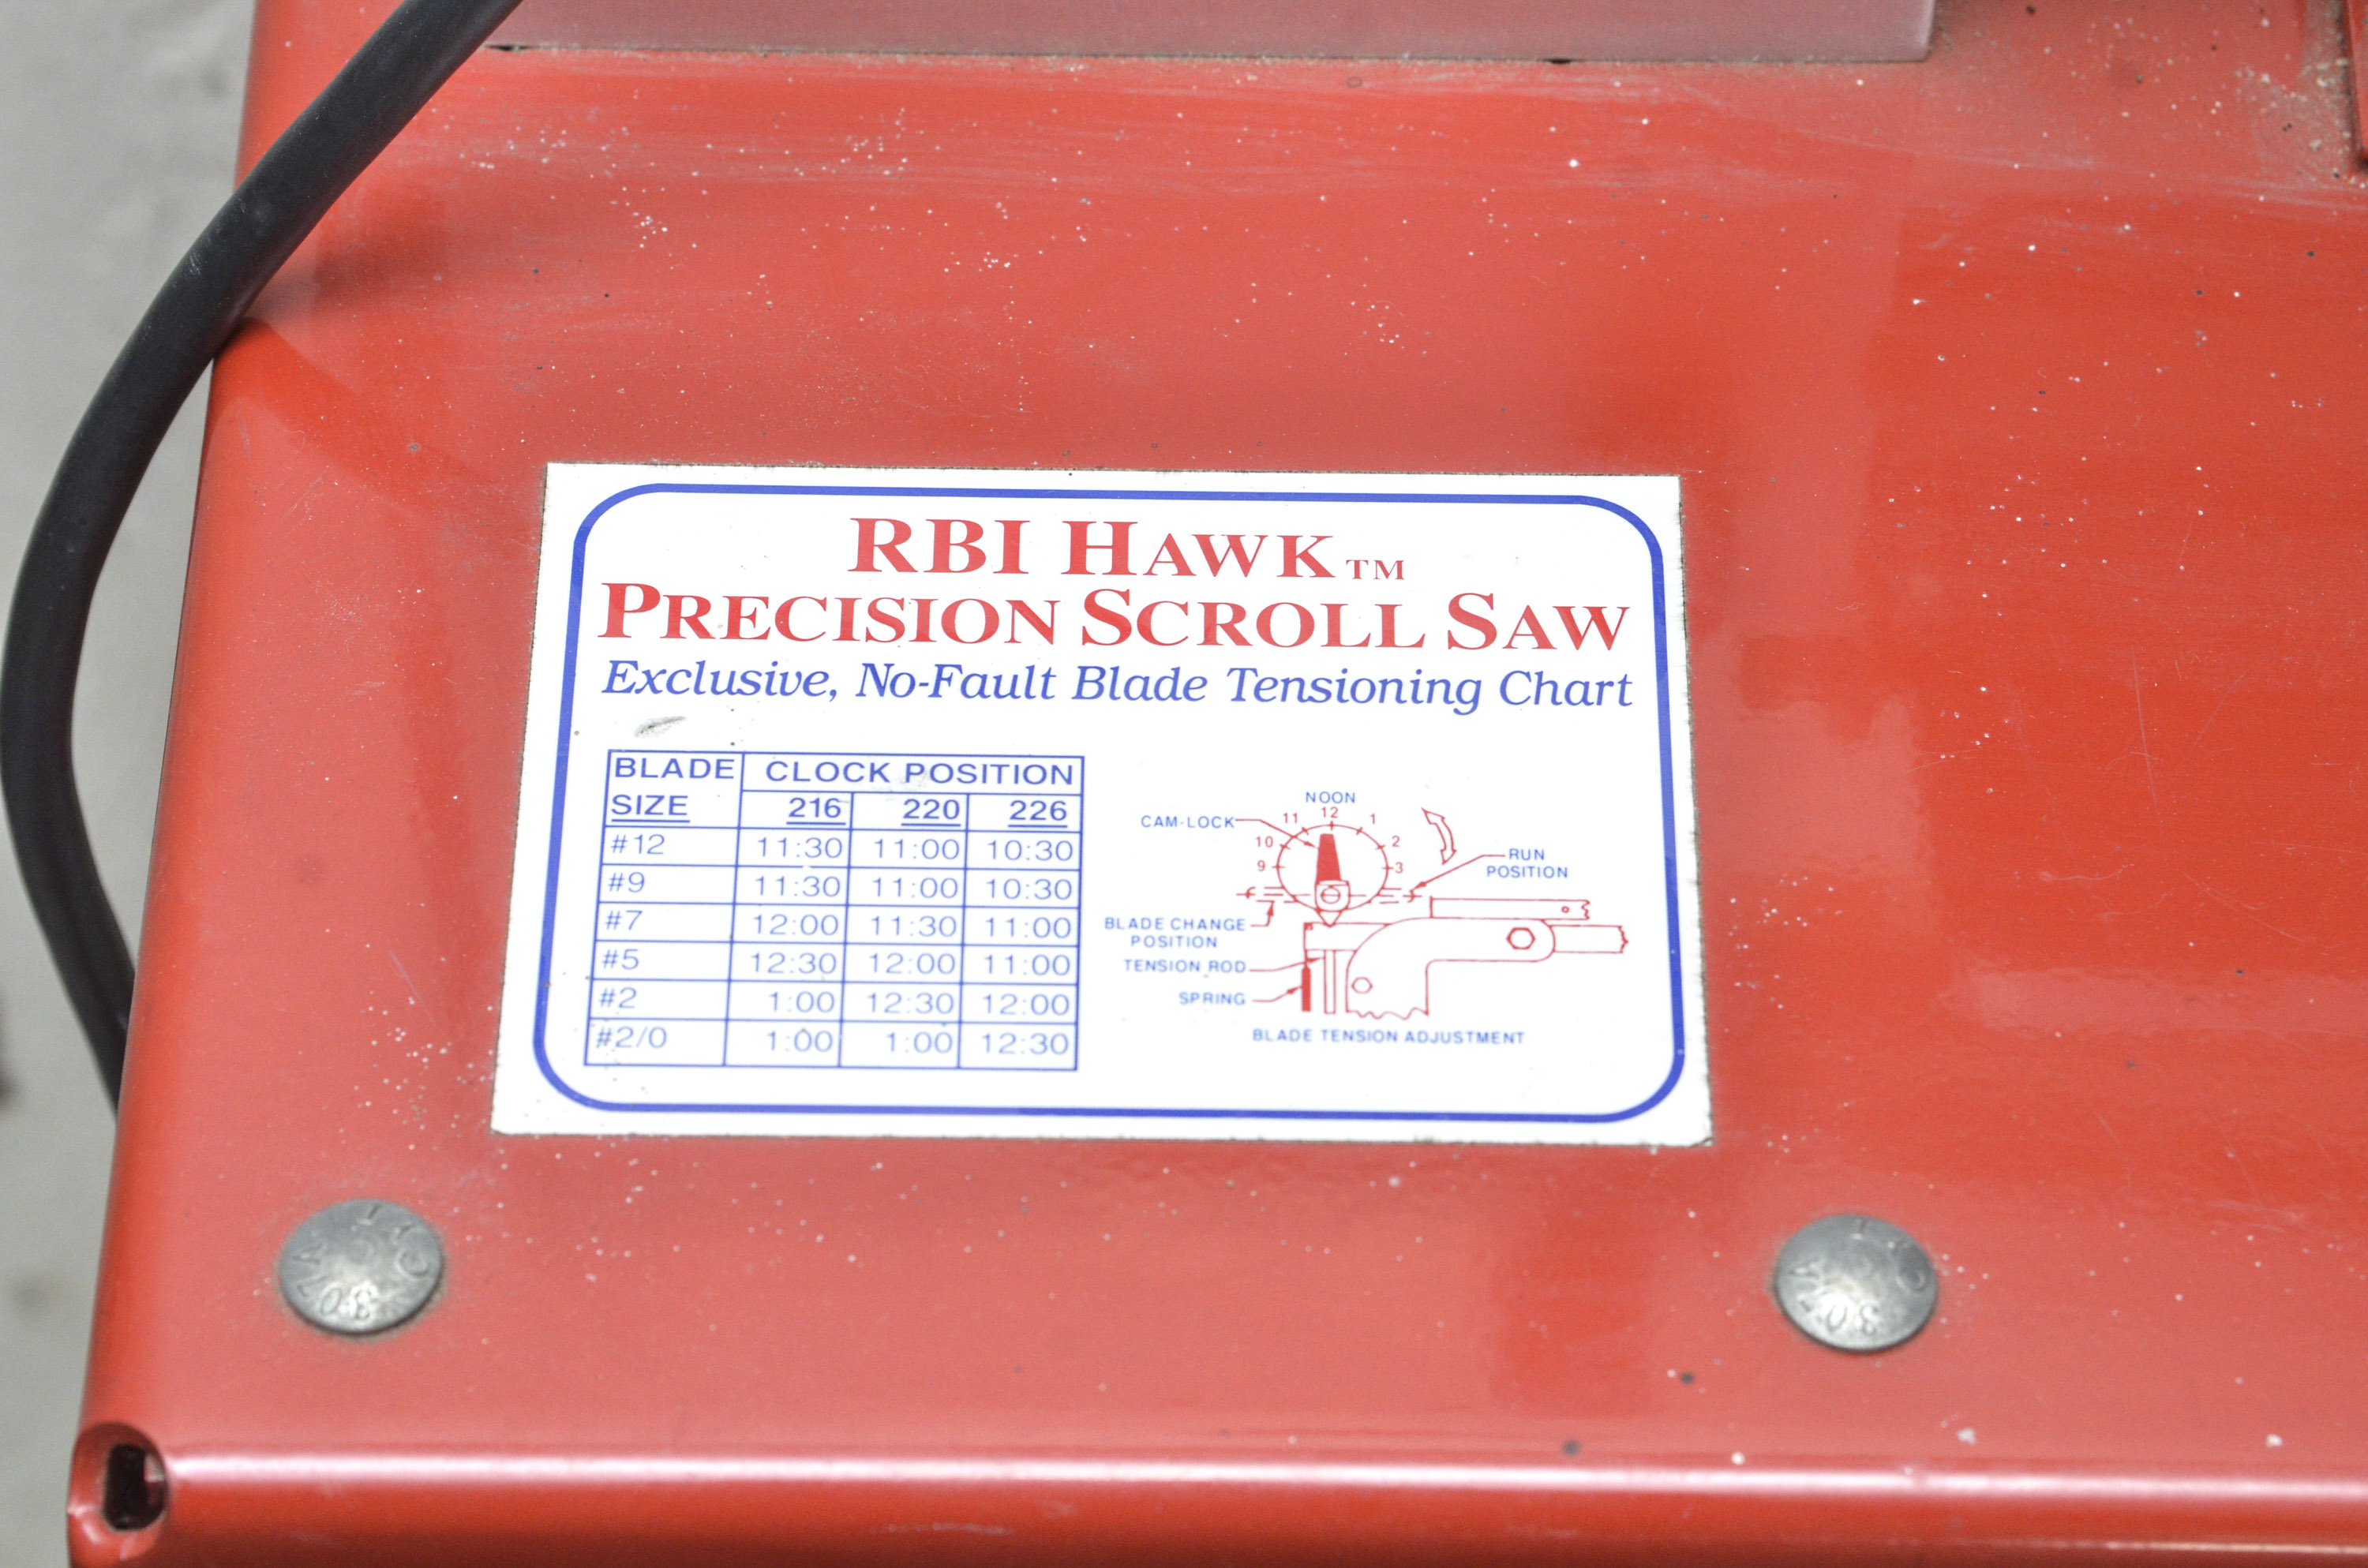 RBI HAWK TM
PRECISION SCROLL SAW
Exclusive, No-Fault Blade Tensioning Chart
BLADE SIZE CLOCK POSITION
216 220 226
#12 11:30 11:00 10:30
#9 11:30 11:00 10:30
#7 12:00 11:30 11:00
#5 12:30 12:00 11:00
#2 1:00 12:30 12:00
#2/0 1:00 1:00 12:30
NOON
CAM-LOCK
9 10 11 12 1 2 3
RUN
POSITION
BLADE CHANGE
POSITION
TENSION ROD
SPRING
BLADE TENSION ADJUSTMENT